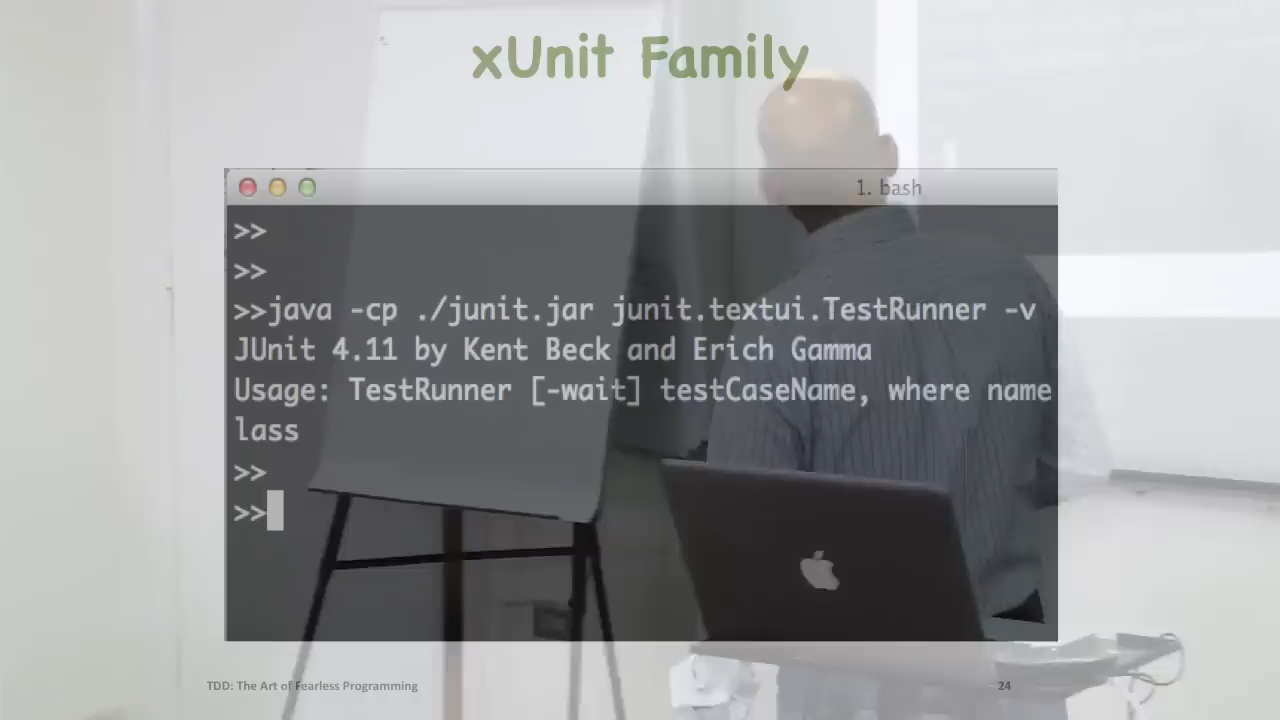 xUnit Family
1. bash
>>
>>
>>java -cp ./junit.jar junit.textui.TestRunner -v
JUnit 4.11 by Kent Beck and Erich Gamma
Usage: TestRunner [-wait] testCaseName, where name
lass
>>
>>
TDD: The Art of Fearless Programming
24